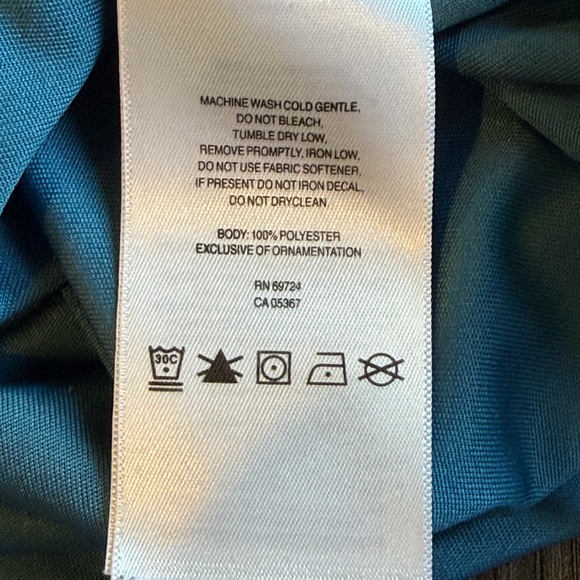 MACHINE WASH COLD GENTLE,
DO NOT BLEACH,
TUMBLE DRY LOW,
REMOVE PROMPTLY, IRON LOW,
DO NOT USE FABRIC SOFTENER,
IF PRESENT DO NOT IRON DECAL,
DO NOT DRYCLEAN
BODY: 100% POLYESTER
EXCLUSIVE OF ORNAMENTATION
RN 69724
CA 05367
30C